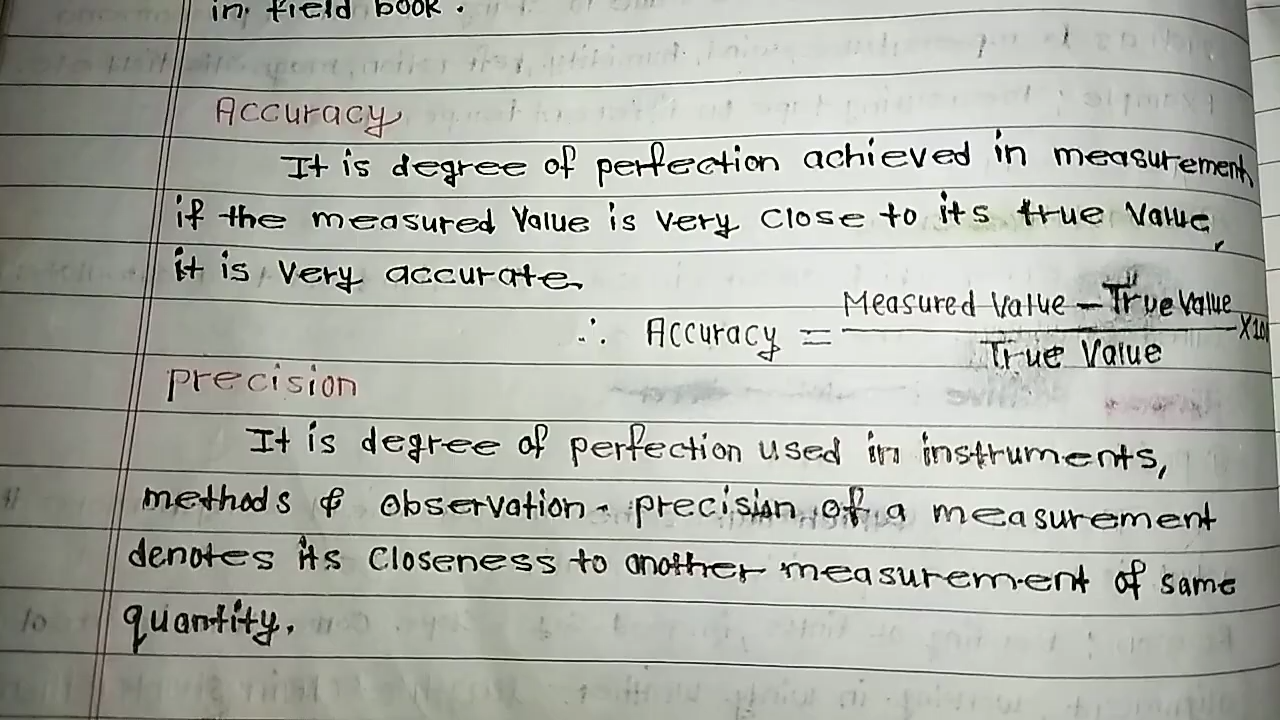 in field book.
Accuracy
It is degree of perfection achieved in measurement,
if the measured Value is very close to its true Value,
it is very accurate.
∴ Accuracy = (Measured Value - True Value) / True Value
precision
It is degree of perfection used in instruments,
methods & observation. precision of a measurement
denotes its closeness to another measurement of same
quantity.